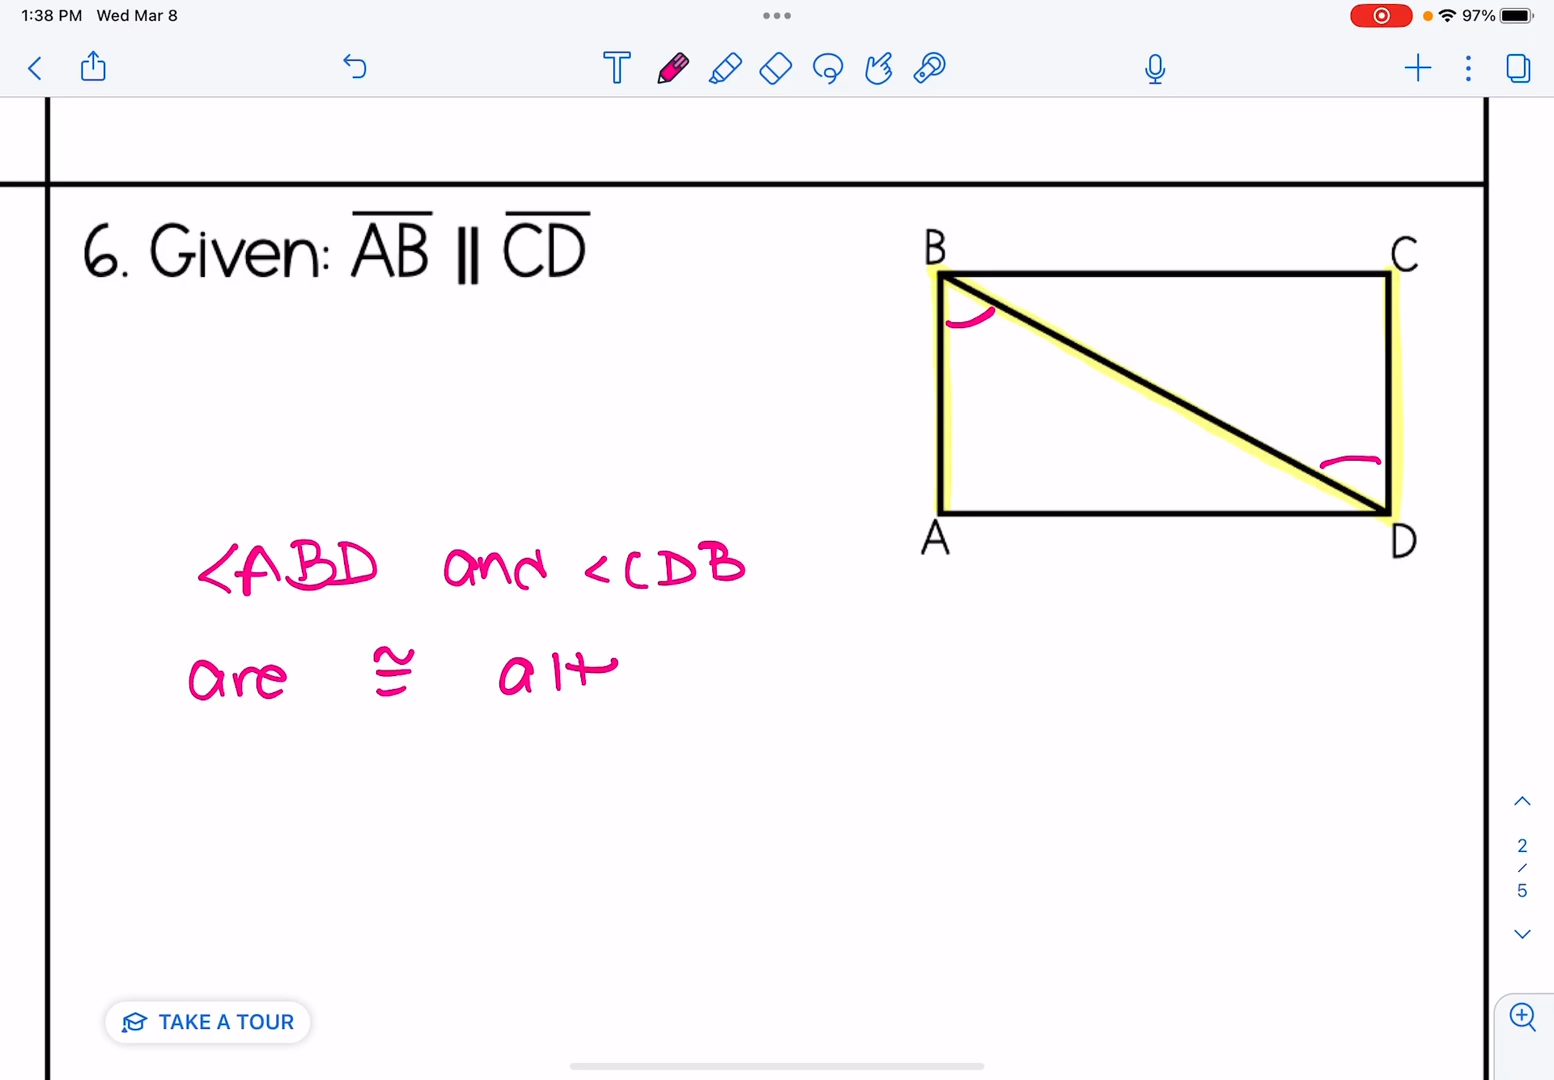 1:38 PM Wed Mar 8
97%
6. Given: AB || CD
B
C
A
D
<ABD and <CDB
are ≅ alt
2
/
5
TAKE A TOUR